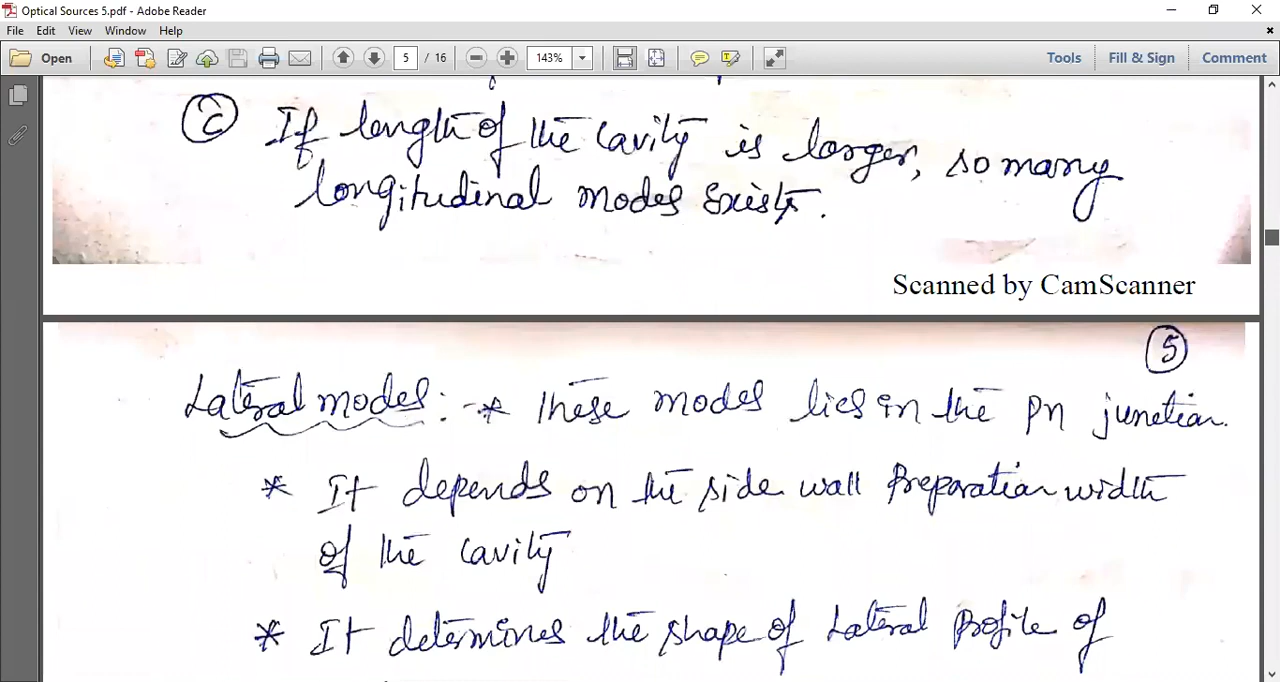 Optical Sources 5.pdf - Adobe Reader
File Edit View Window Help
Open 5 / 16 143% Tools Fill & Sign Comment
c If length of the cavity is larger, so many
longitudinal modes exists.
Scanned by CamScanner
5
Lateral modes:- * These modes lies in the pn junction.
* It depends on the side wall Preparation width
of the cavity
* It determines the shape of Lateral Profile of